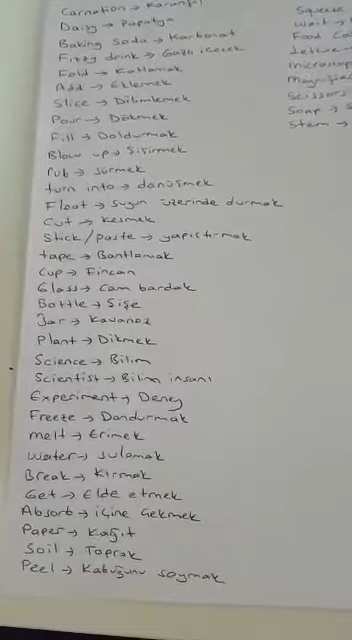 Carnation → Karanfil
Daisy → Papatya
Baking Soda → Karbonat
Fizzy drink → Gazlı içecek
Fold → Katlamak
Add → Eklemek
Slice → Dilimlemek
Pour → Dökmek
Fill → Doldurmak
Blow up → Şişirmek
rub → sürmek
turn into → dönüşmek
Float → Suyun üzerinde durmak
Cut → Kesmek
Stick/paste → yapıştırmak
tape → Bantlamak
Cup → Fincan
Glass → Cam bardak
Bottle → Şişe
Jar → Kavanoz
Plant → Dikmek
Science → Bilim
Scientist → Bilim insanı
Experiment → Deney
Freeze → Dondurmak
melt → Erimek
Water → Sulamak
Break → Kırmak
Get → Elde etmek
Absorb → içine çekmek
Paper → Kağıt
Soil → Toprak
Peel → Kabuğunu soymak
Squeeze
wait →
Food
Scissors
Soap →
Stem →